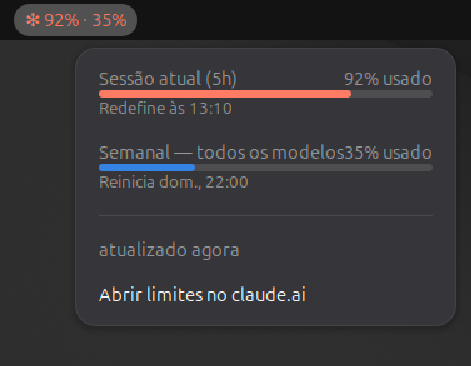 ✻ 92% · 35%
Sessão atual (5h) 92% usado
Redefine às 13:10
Semanal — todos os modelos35% usado
Reinicia dom., 22:00
atualizado agora
Abrir limites no claude.ai